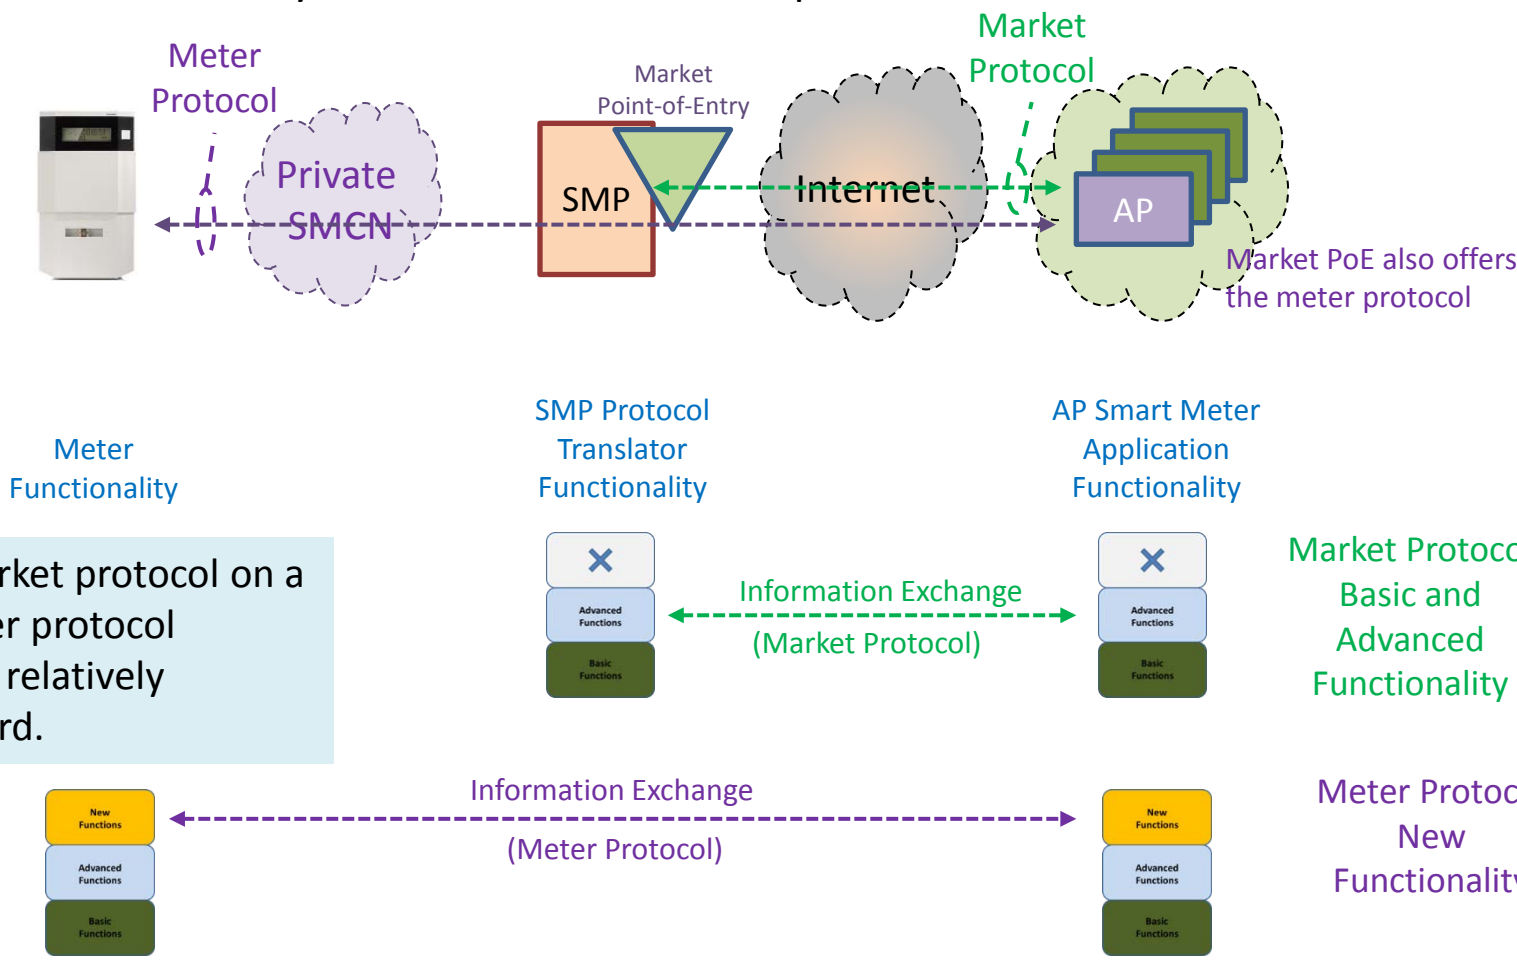 Market
Protocol
Meter
Protocol
Market
Point-of-Entry
Private
SMCN
SMP
Internet
AP
Market PoE also offers
the meter protocol
SMP Protocol
Translator
Functionality
AP Smart Meter
Application
Functionality
Meter
Functionality
Advanced
Functions
Basic
Functions
Information Exchange
(Market Protocol)
Advanced
Functions
Basic
Functions
Market Protoco
Basic and
Advanced
Functionality
rket protocol on a
er protocol
relatively
rd.
New
Functions
Advanced
Functions
Basic
Functions
Information Exchange
(Meter Protocol)
New
Functions
Advanced
Functions
Basic
Functions
Meter Protoc
New
Functionality